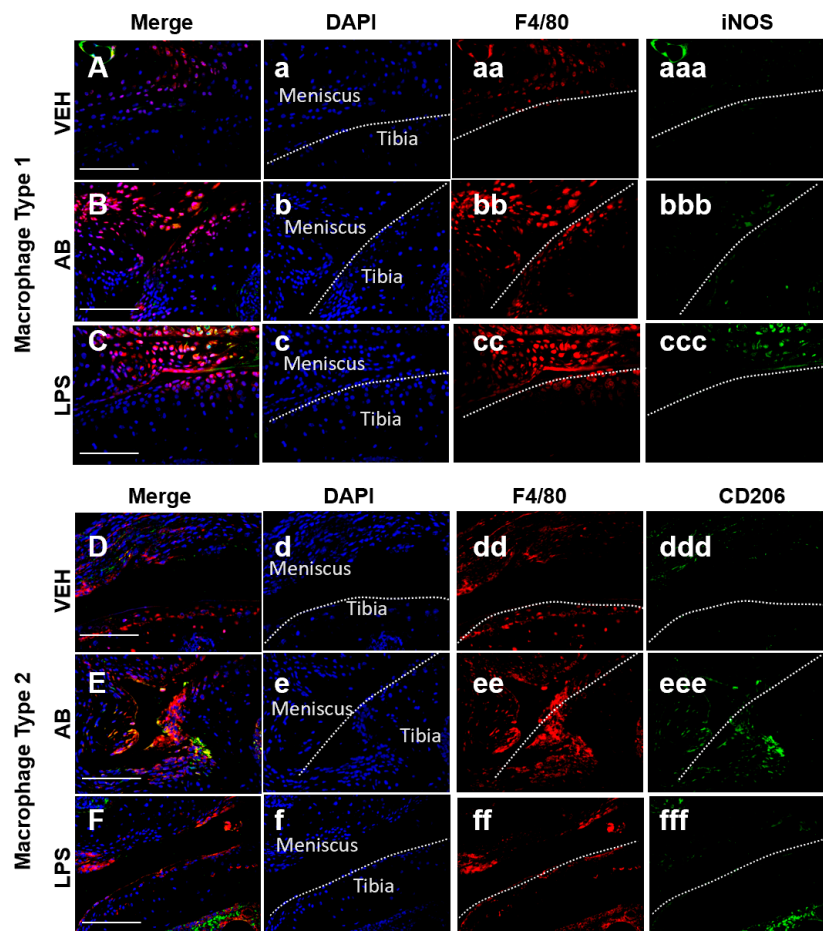 Merge DAPI F4/80 iNOS
Macrophage Type 1
VEH
A a aa aaa
Meniscus
Tibia
AB
B b bb bbb
Meniscus
Tibia
LPS
C c cc ccc
Meniscus
Tibia
Merge DAPI F4/80 CD206
Macrophage Type 2
VEH
D d dd ddd
Meniscus
Tibia
AB
E e ee eee
Meniscus
Tibia
LPS
F f ff fff
Meniscus
Tibia